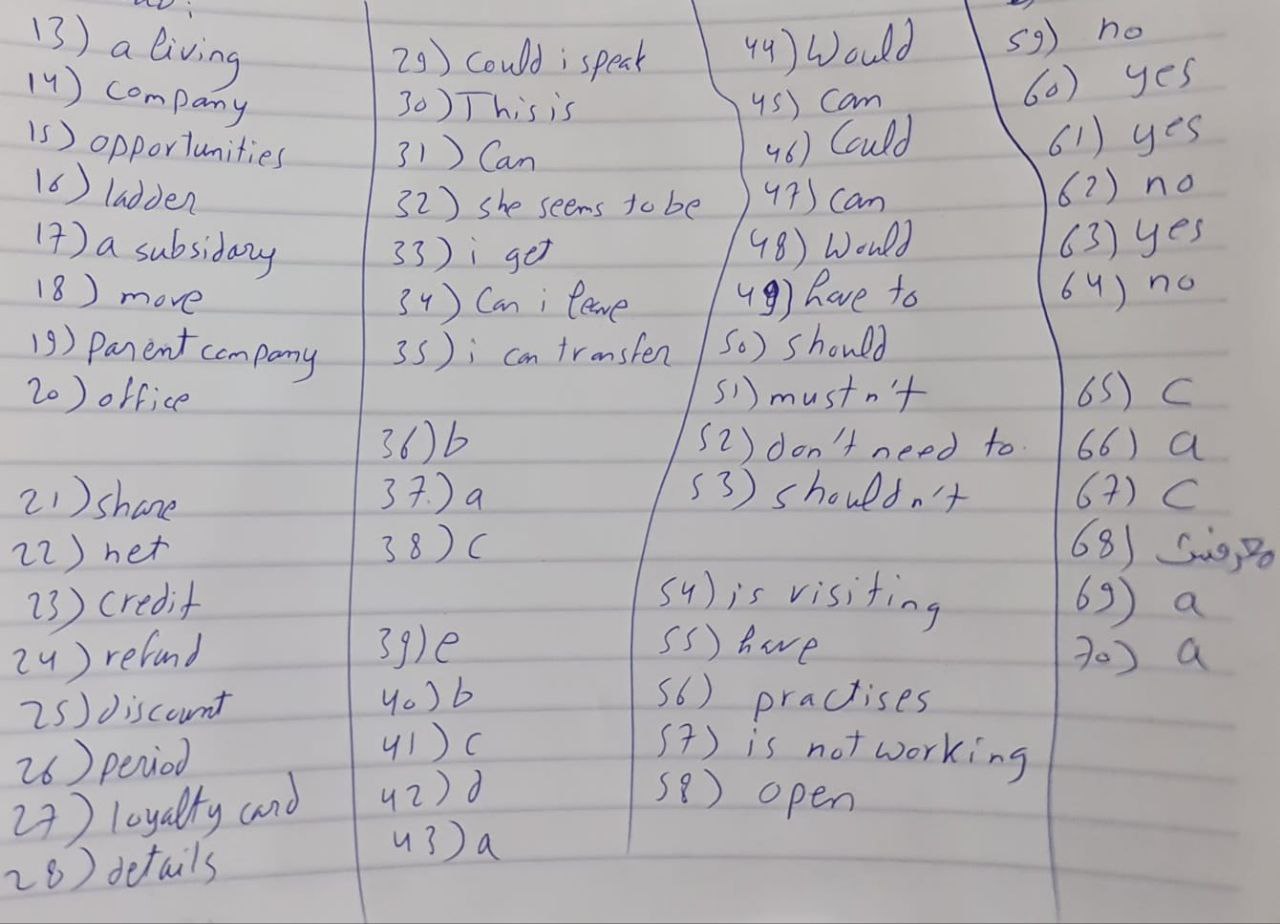 13) a living
14) company
15) opportunities
16) ladder
17) a subsidary
18) move
19) parent company
20) office
21) share
22) net
23) credit
24) refund
25) discount
26) period
27) loyalty card
28) details
29) Could i speak
30) This is
31) Can
32) she seems to be
33) i get
34) Can i leave
35) i can transfer
36) b
37) a
38) c
39) e
40) b
41) c
42) d
43) a
44) Would
45) Can
46) Could
47) can
48) Would
49) have to
50) should
51) mustn't
52) don't need to
53) shouldn't
54) is visiting
55) have
56) practises
57) is not working
58) open
59) no
60) yes
61) yes
62) no
63) yes
64) no
65) c
66) a
67) c
68)
69) a
70) a